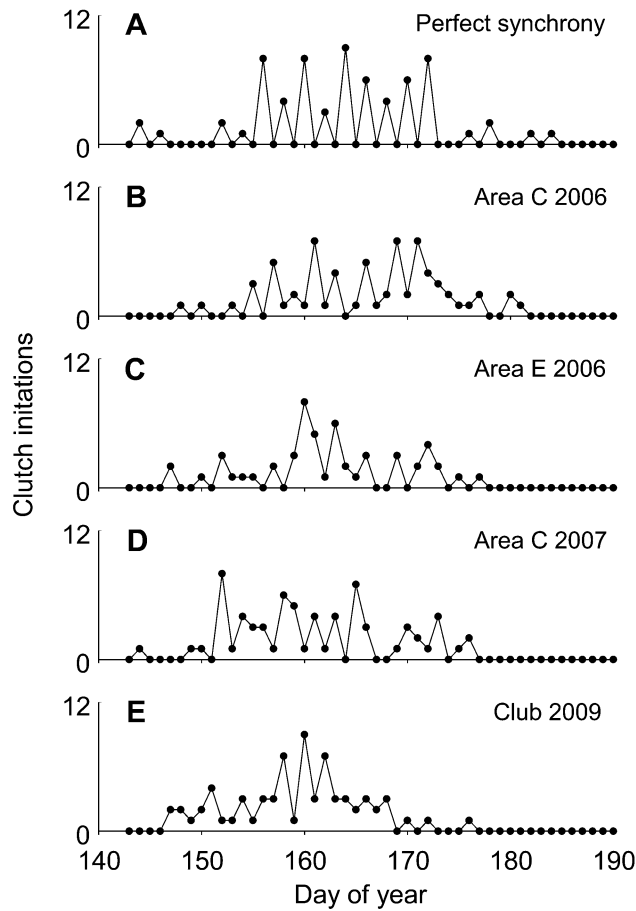 12
A
Perfect synchrony
0
12
B
Area C 2006
0
12
C
Area E 2006
0
Clutch initations
12
D
Area C 2007
0
12
E
Club 2009
0
140 150 160 170 180 190
Day of year